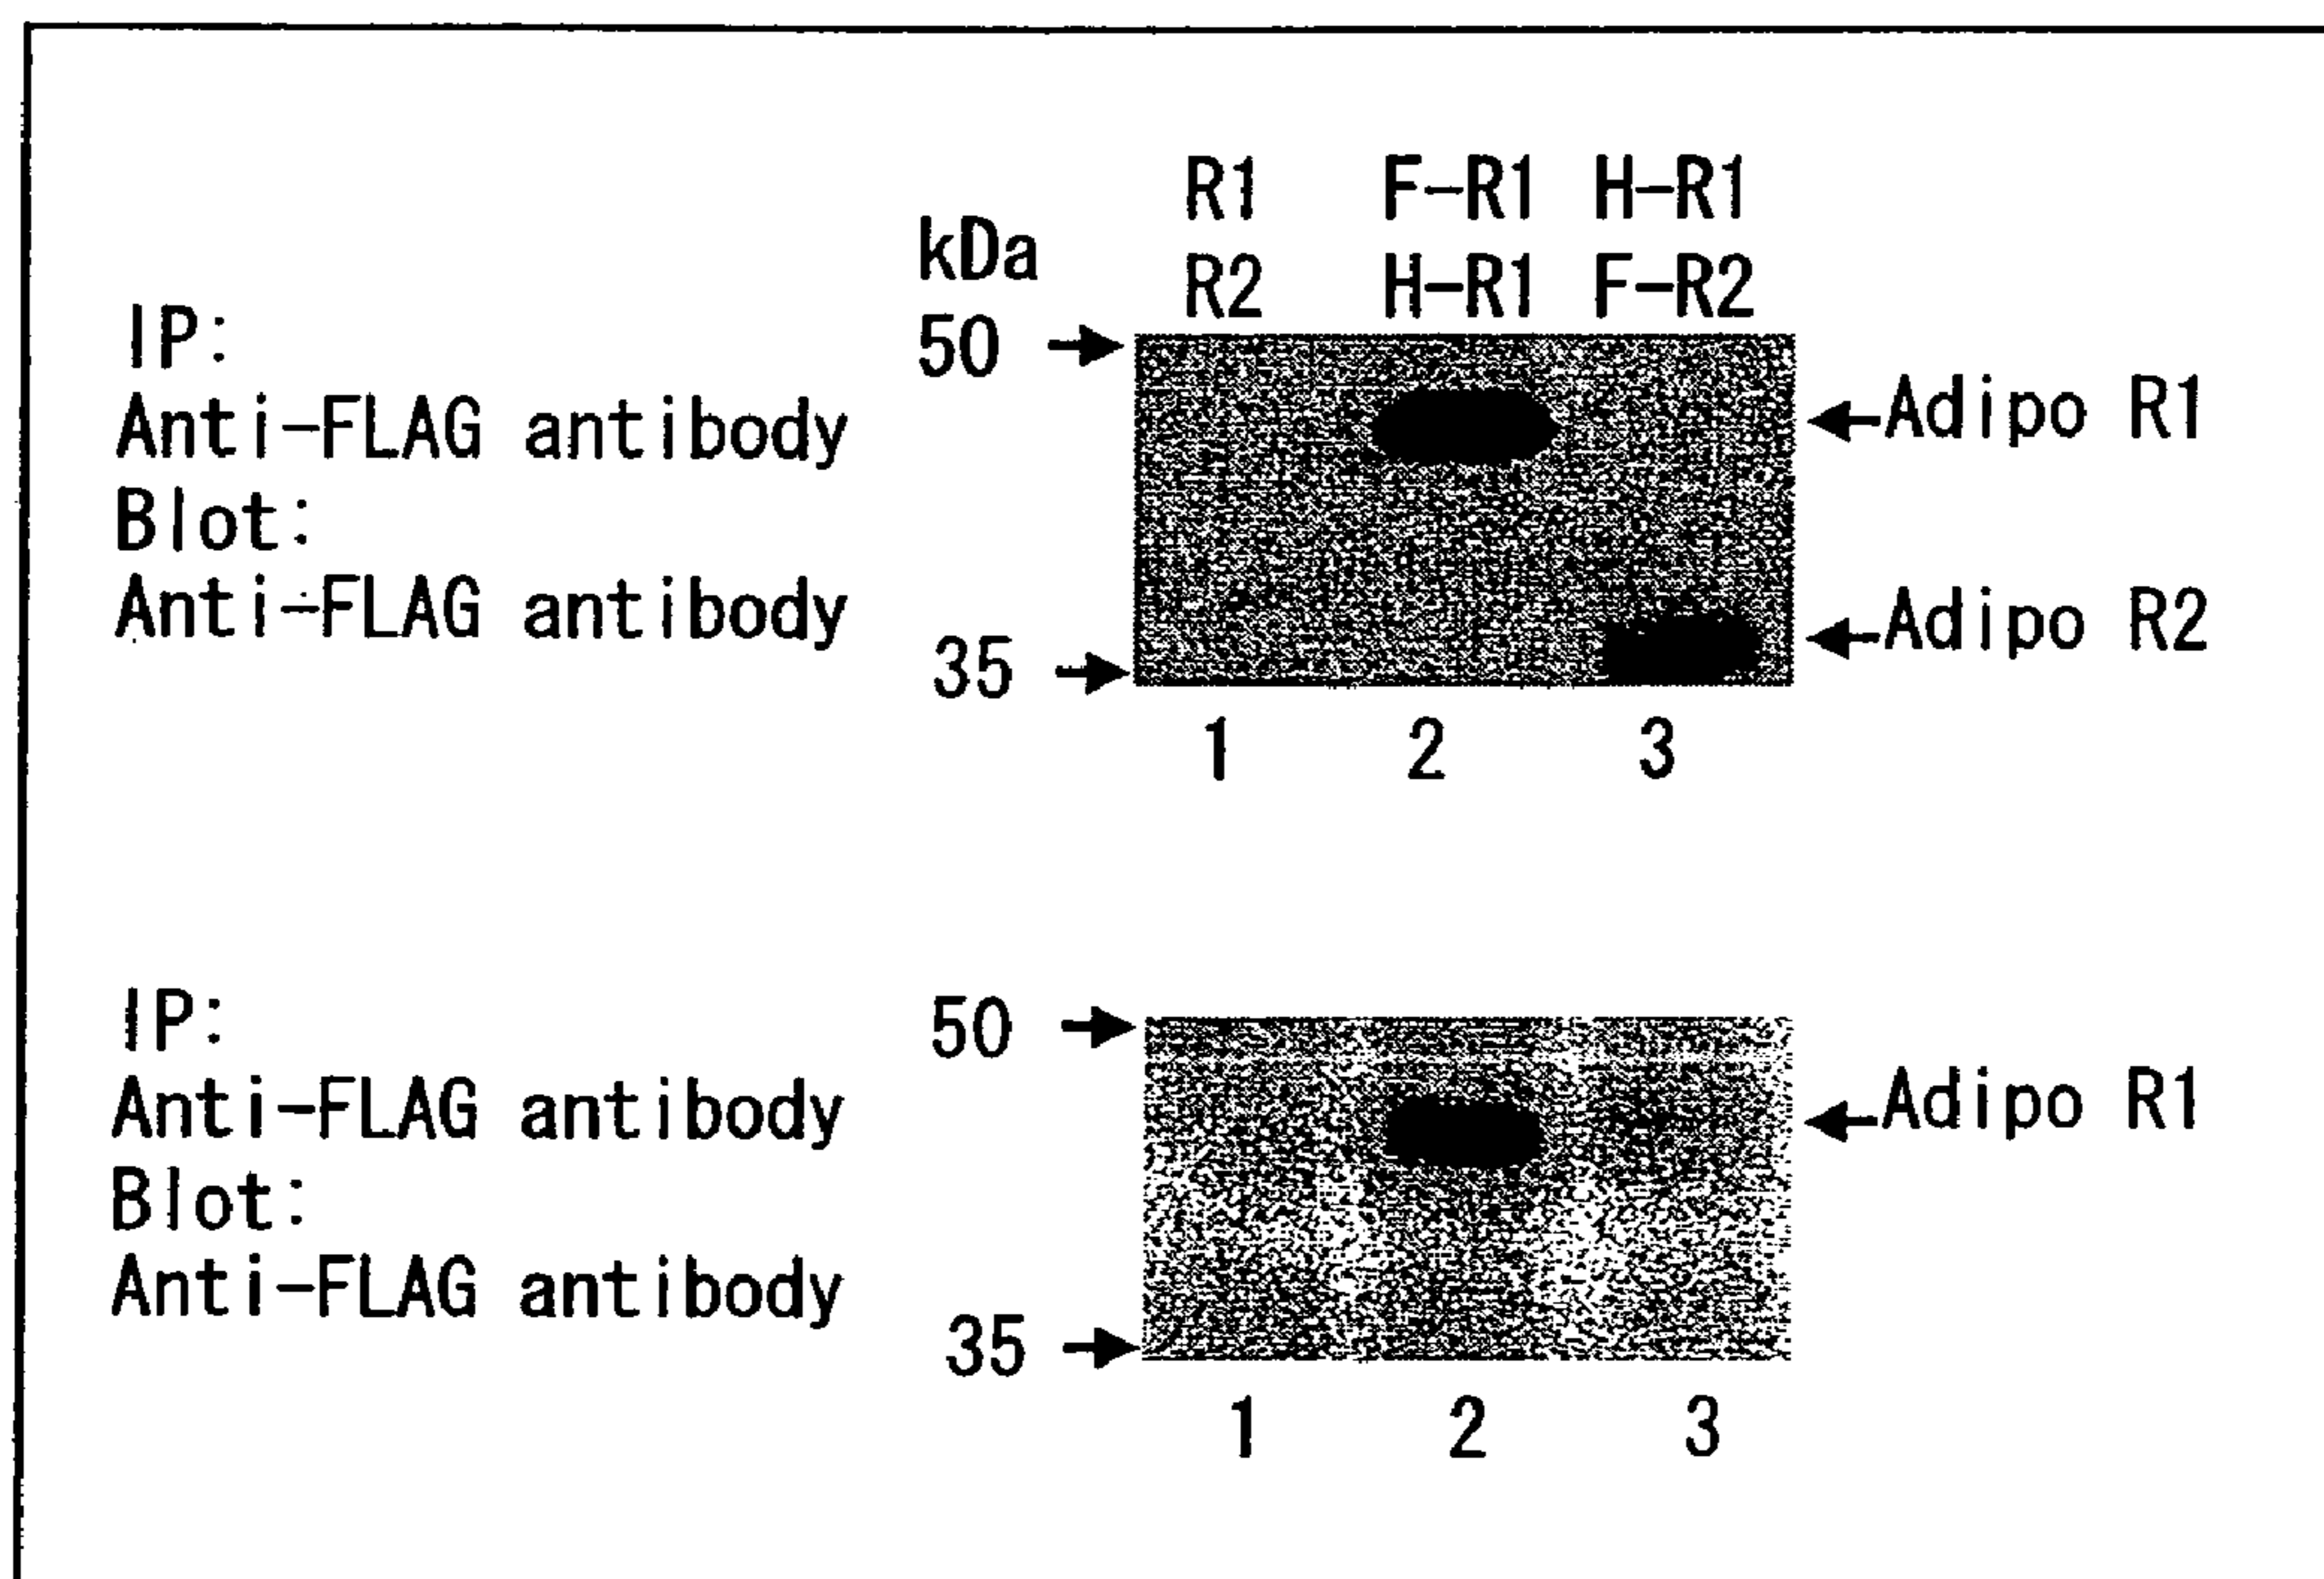 R1 F-R1 H-R1
kDa
R2 H-R1 F-R2
IP:
50
Anti-FLAG antibody
Adipo R1
Blot:
Anti-FLAG antibody
Adipo R2
35
1 2 3
IP:
50
Anti-FLAG antibody
Adipo R1
Blot:
Anti-FLAG antibody
35
1 2 3